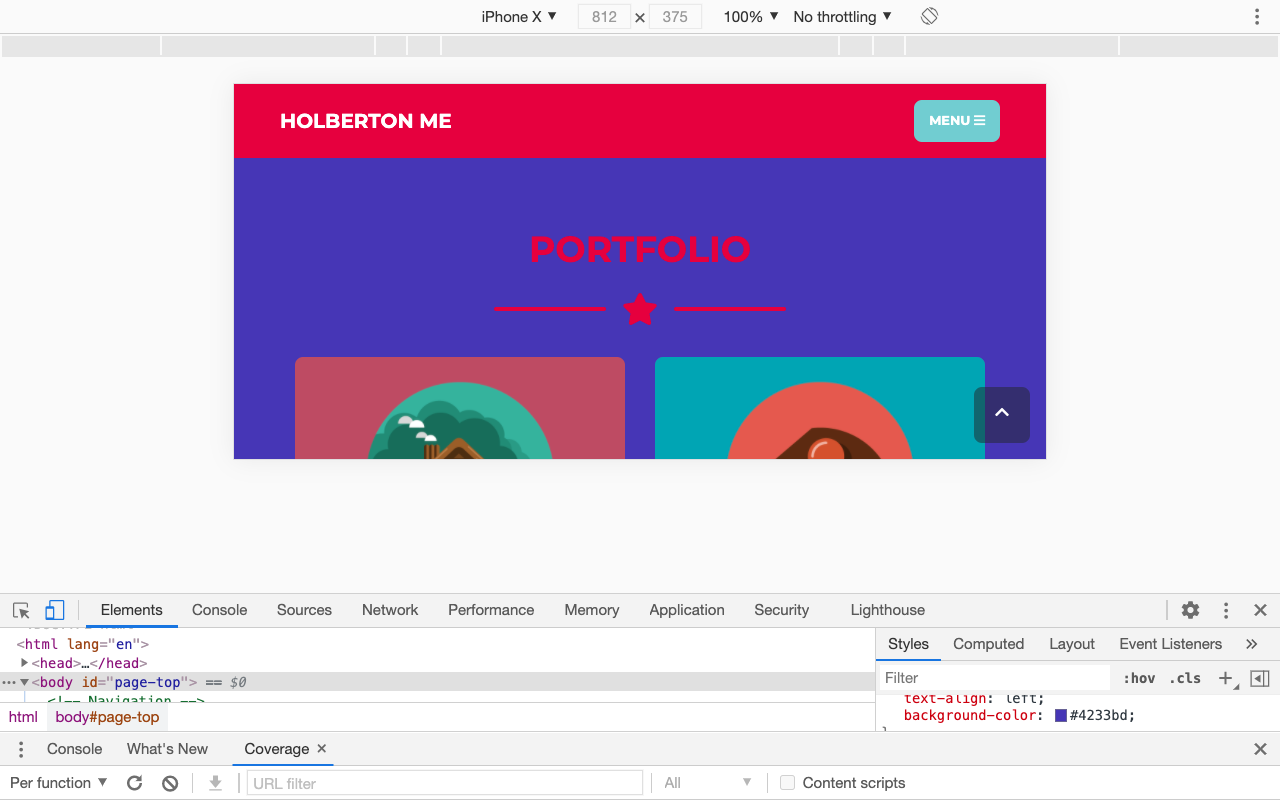 iPhone X ▼ 812 × 375 100% ▼ No throttling ▼
HOLBERTON ME
MENU ☰
PORTFOLIO
Elements Console Sources Network Performance Memory Application Security Lighthouse
<html lang="en">
<head>…</head>
<body id="page-top"> == $0
<!-- Navigation -->
html body#page-top
Styles Computed Layout Event Listeners »
Filter :hov .cls +
text-align: left;
background-color: #4233bd;
}
Console What's New Coverage ×
Per function ▼ URL filter All ▼ Content scripts